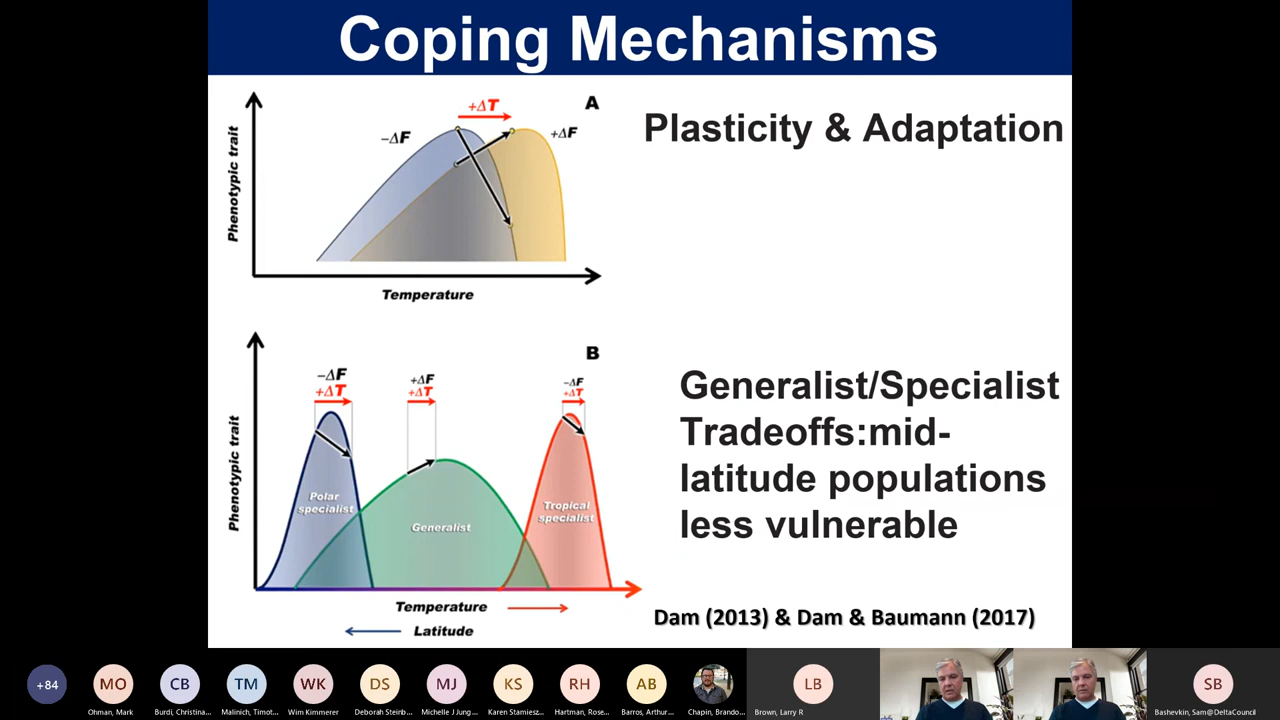 Coping Mechanisms
A
+ΔT
−ΔF
+ΔF
Phenotypic trait
Temperature
Plasticity & Adaptation
B
−ΔF
+ΔT
+ΔF
+ΔT
−ΔF
+ΔT
Phenotypic trait
Polar
specialist
Generalist
Tropical
specialist
Temperature
Latitude
Generalist/Specialist
Tradeoffs:mid-
latitude populations
less vulnerable
Dam (2013) & Dam & Baumann (2017)
+84
MO
CB
TM
WK
DS
MJ
KS
RH
AB
LB
SB
Ohman, Mark
Burdi, Christina...
Malinich, Timot...
Wim Kimmerer
Deborah Steinb...
Michelle J Jung...
Karen Stamiesz...
Hartman, Rose...
Barros, Arthur...
Chapin, Brando...
Brown, Larry R
Bashevkin, Sam@DeltaCouncil